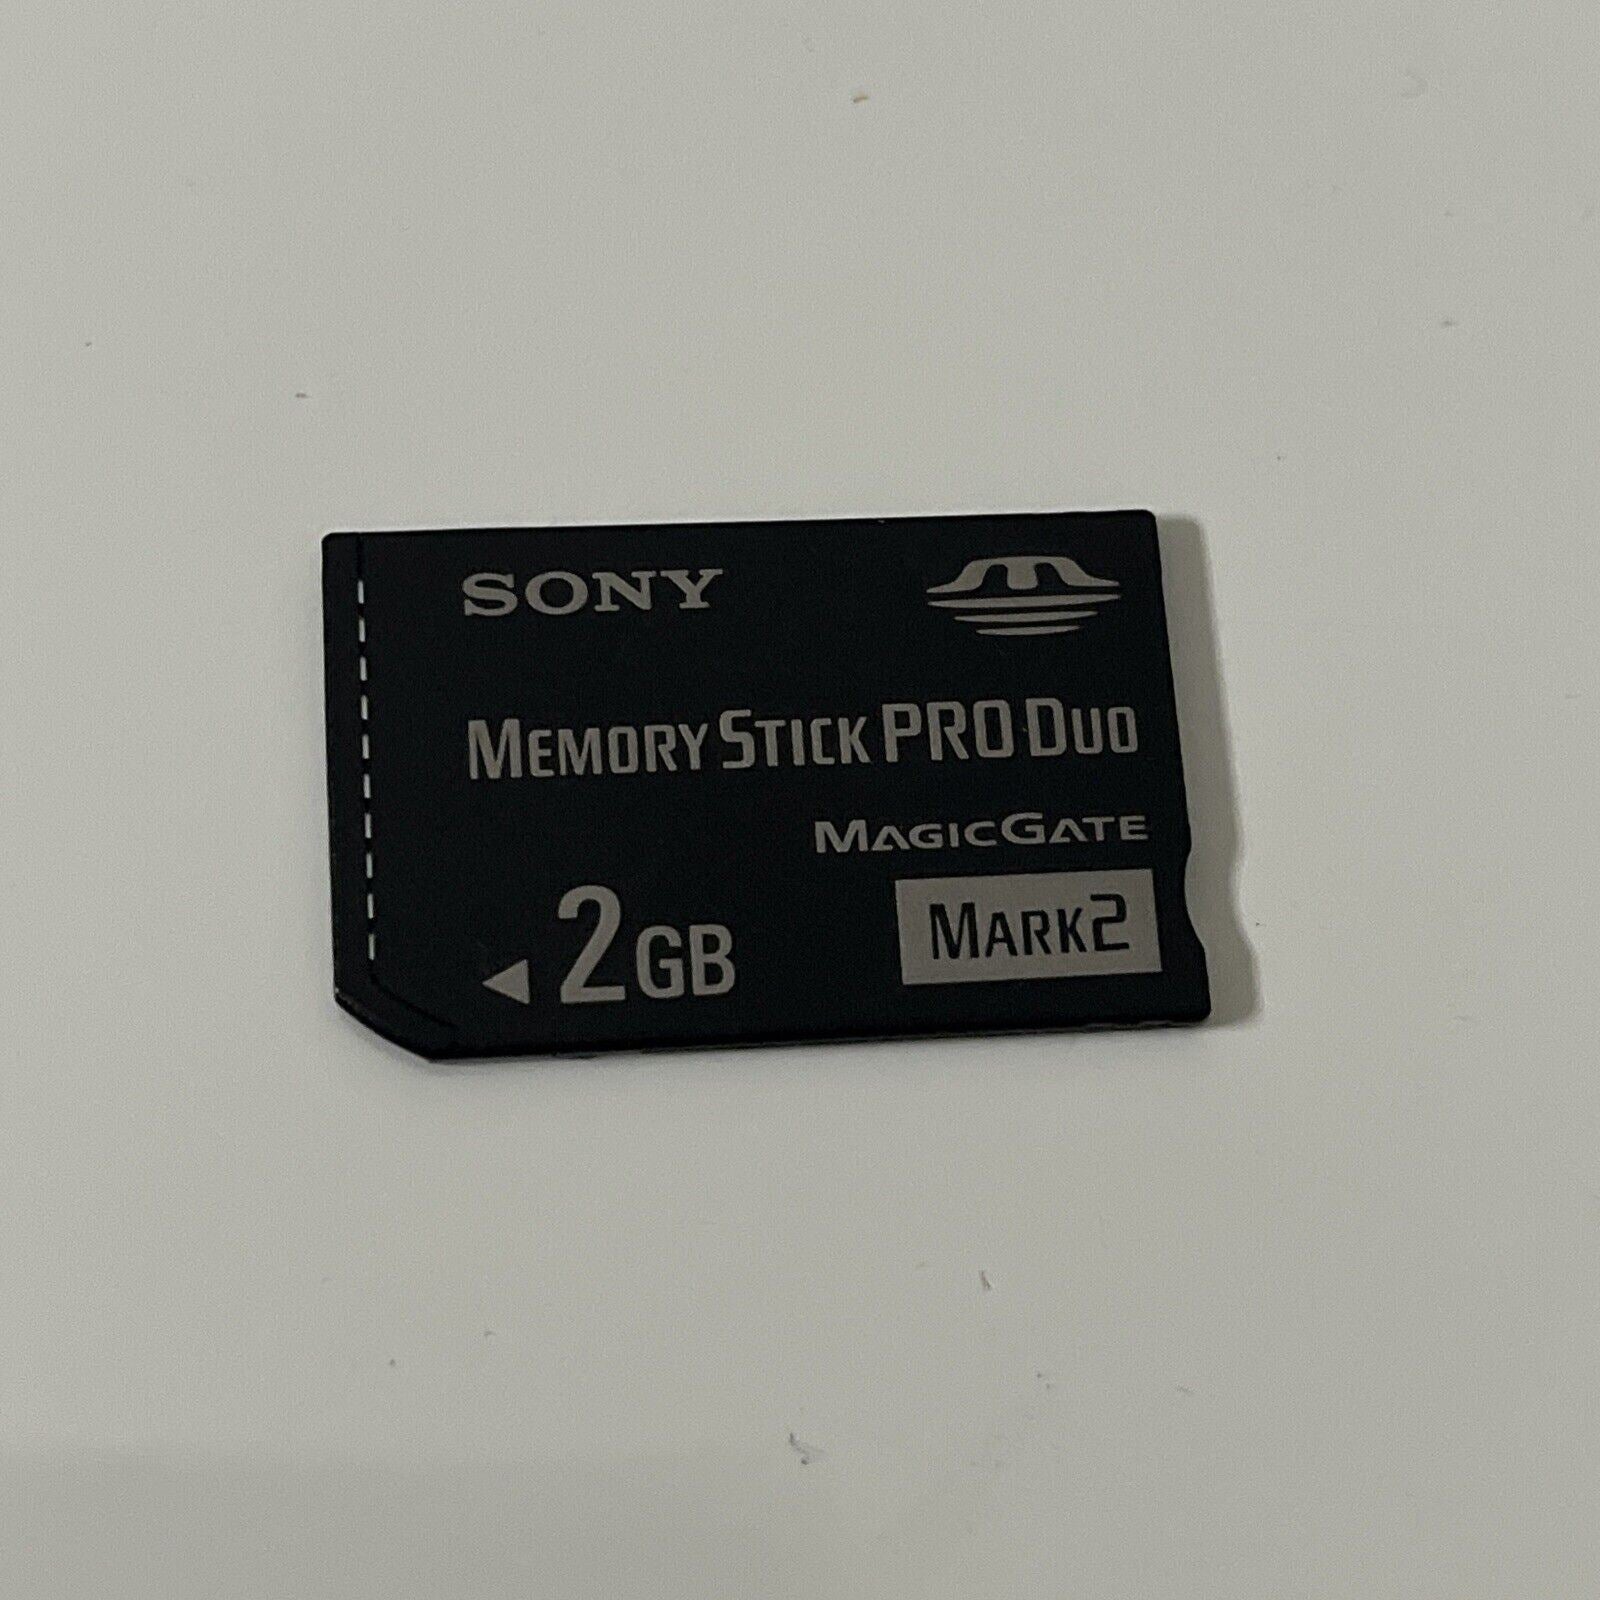 SONY
MEMORY STICK PRO DUO
MAGICGATE
2GB
MARK2